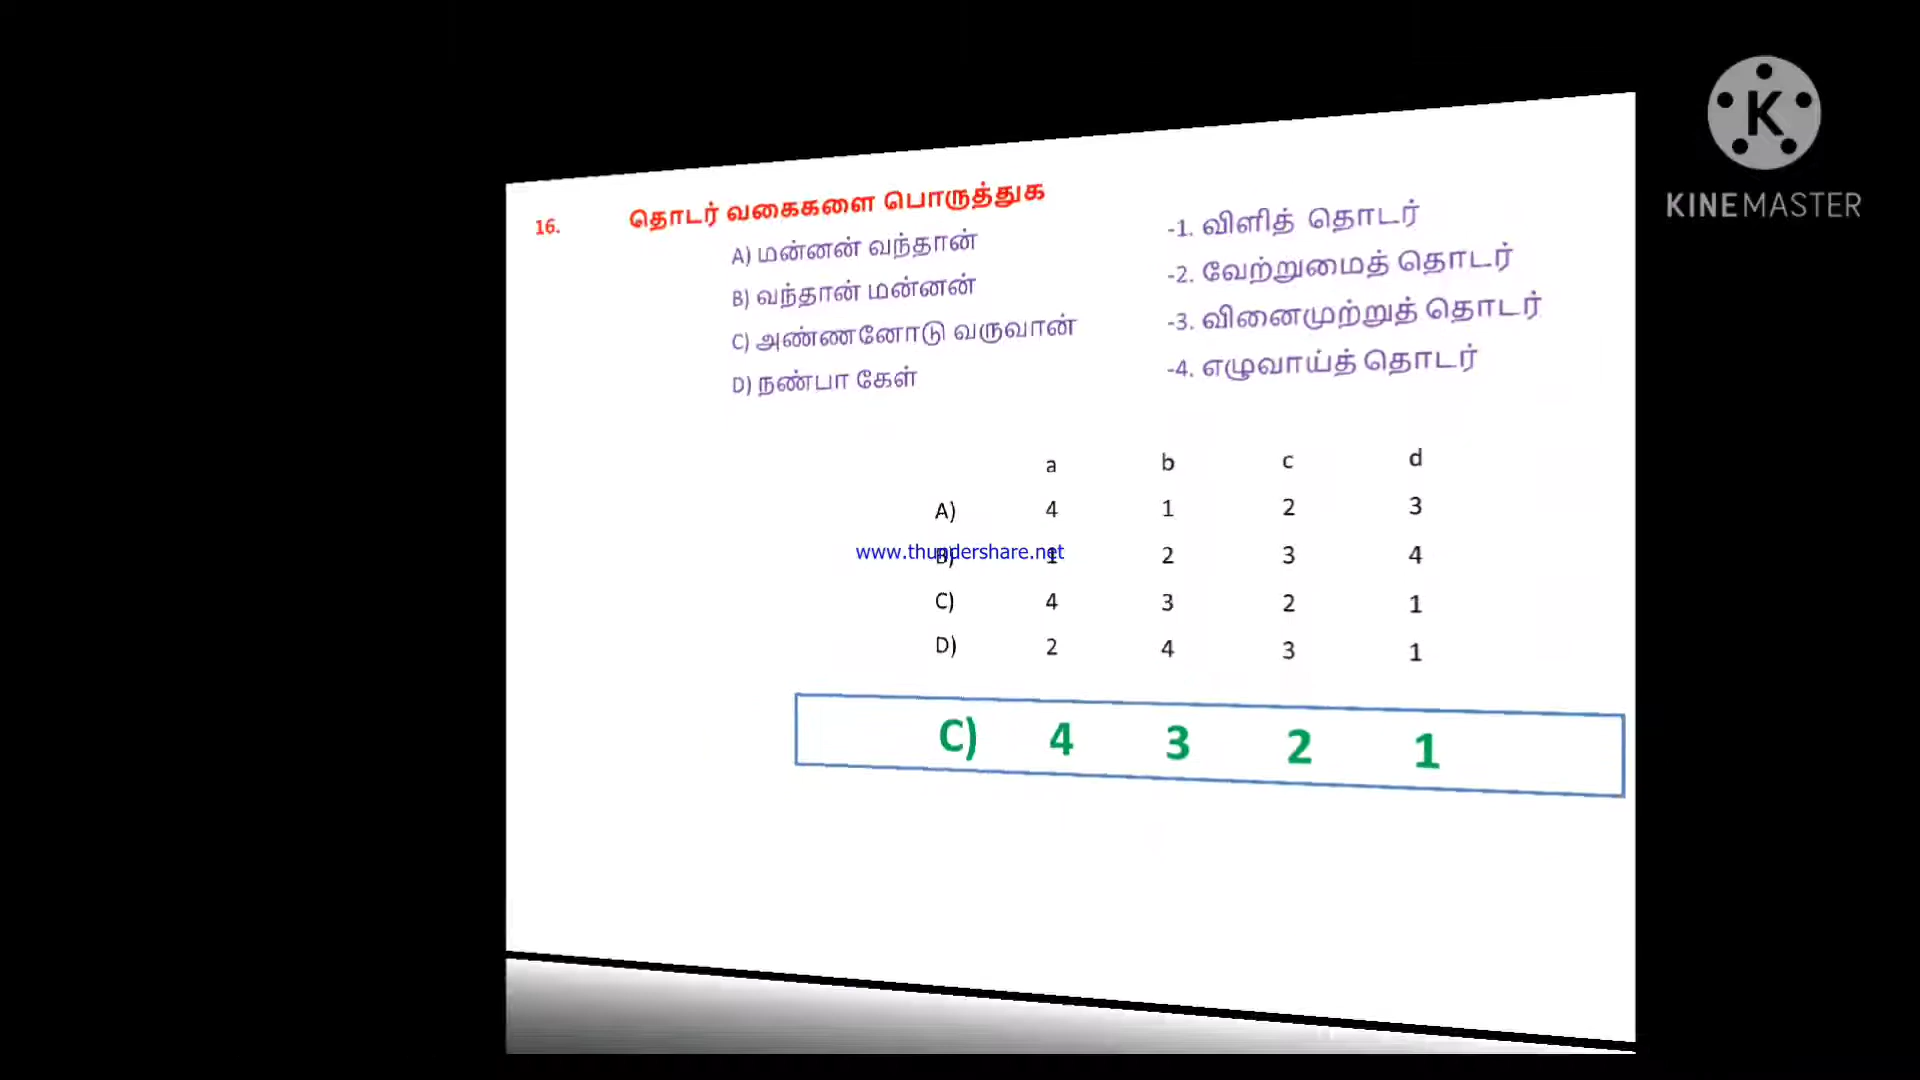 KINEMASTER
16. தொடர் வகைகளை பொருத்துக
A) மன்னன் வந்தான் -1. விளித் தொடர்
B) வந்தான் மன்னன் -2. வேற்றுமைத் தொடர்
C) அண்ணனோடு வருவான் -3. வினைமுற்றுத் தொடர்
D) நண்பா கேள் -4. எழுவாய்த் தொடர்
a b c d
A) 4 1 2 3
B) 1 2 3 4
www.thundershare.net
C) 4 3 2 1
D) 2 4 3 1
C) 4 3 2 1